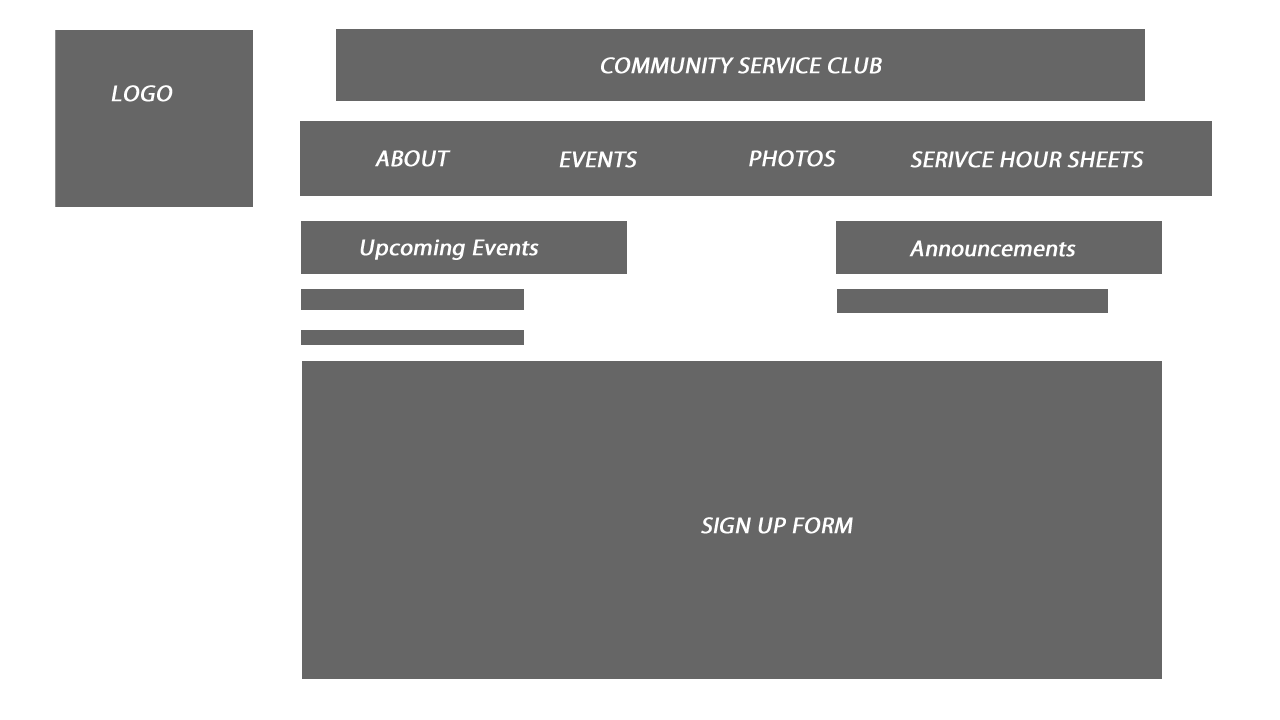 LOGO
COMMUNITY SERVICE CLUB
ABOUT EVENTS PHOTOS SERIVCE HOUR SHEETS
Upcoming Events
Announcements
SIGN UP FORM